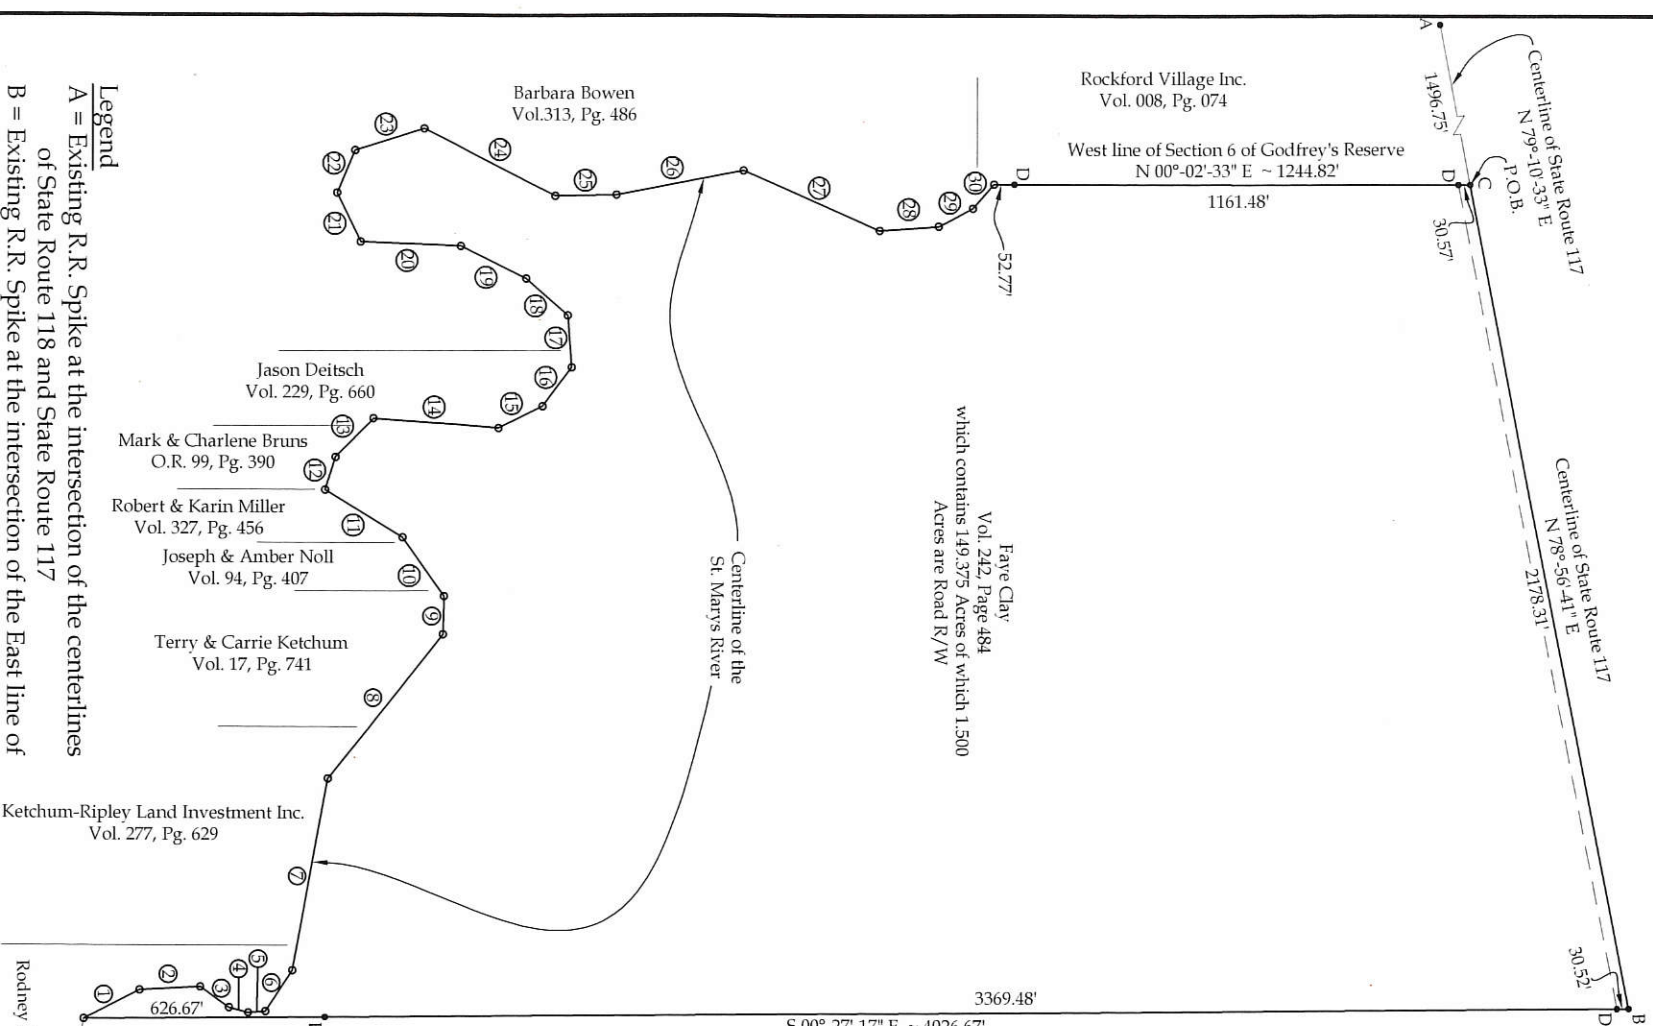 A
1496.75'
Centerline of State Route 117
N 79°-10'-33" E
P.O.B.
C
D
30.57'
Rockford Village Inc.
Vol. 008, Pg. 074
West line of Section 6 of Godfrey's Reserve
N 00°-02'-33" E ~ 1244.82'
1161.48'
D
52.77'
Centerline of State Route 117
N 78°-56'-41" E
2178.31'
30.52'
D
B
Barbara Bowen
Vol.313, Pg. 486
23
24
22
25
26
21
20
27
28
29
30
19
18
17
Jason Deitsch
Vol. 229, Pg. 660
16
15
14
13
Mark & Charlene Bruns
O.R. 99, Pg. 390
12
Robert & Karin Miller
Vol. 327, Pg. 456
11
Joseph & Amber Noll
Vol. 94, Pg. 407
10
9
Terry & Carrie Ketchum
Vol. 17, Pg. 741
8
Ketchum-Ripley Land Investment Inc.
Vol. 277, Pg. 629
7
Faye Clay
Vol. 242, Page 484
which contains 149.375 Acres of which 1.500
Acres are Road R/W
Centerline of the
St. Marys River
Legend
A = Existing R.R. Spike at the intersection of the centerlines
of State Route 118 and State Route 117
B = Existing R.R. Spike at the intersection of the East line of
Rodney
1
2
3
4
5
6
626.67'
3369.48'
S 00°-27'-17" E ~ 4026.67'